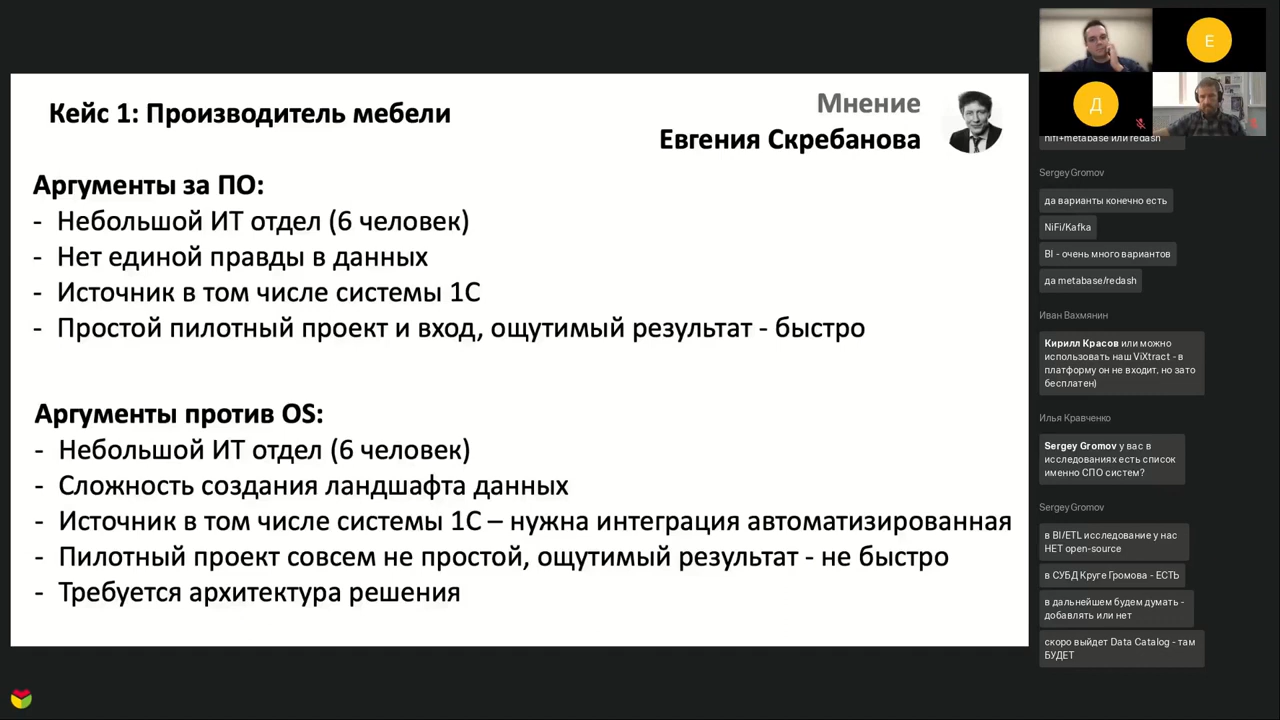 Кейс 1: Производитель мебели
Мнение
Евгения Скребанова
Аргументы за ПО:
- Небольшой ИТ отдел (6 человек)
- Нет единой правды в данных
- Источник в том числе системы 1С
- Простой пилотный проект и вход, ощутимый результат - быстро
Аргументы против OS:
- Небольшой ИТ отдел (6 человек)
- Сложность создания ландшафта данных
- Источник в том числе системы 1С – нужна интеграция автоматизированная
- Пилотный проект совсем не простой, ощутимый результат - не быстро
- Требуется архитектура решения
Е
Д
nifi+metabase или redash
Sergey Gromov
да варианты конечно есть
NiFi/Kafka
BI - очень много вариантов
да metabase/redash
Иван Вахмянин
Кирилл Красов или можно
использовать наш ViXtract - в
платформу он не входит, но зато
бесплатен)
Илья Кравченко
Sergey Gromov у вас в
исследованиях есть список
именно СПО систем?
Sergey Gromov
в BI/ETL исследование у нас
НЕТ open-source
в СУБД Круге Громова - ЕСТЬ
в дальнейшем будем думать -
добавлять или нет
скоро выйдет Data Catalog - там
БУДЕТ